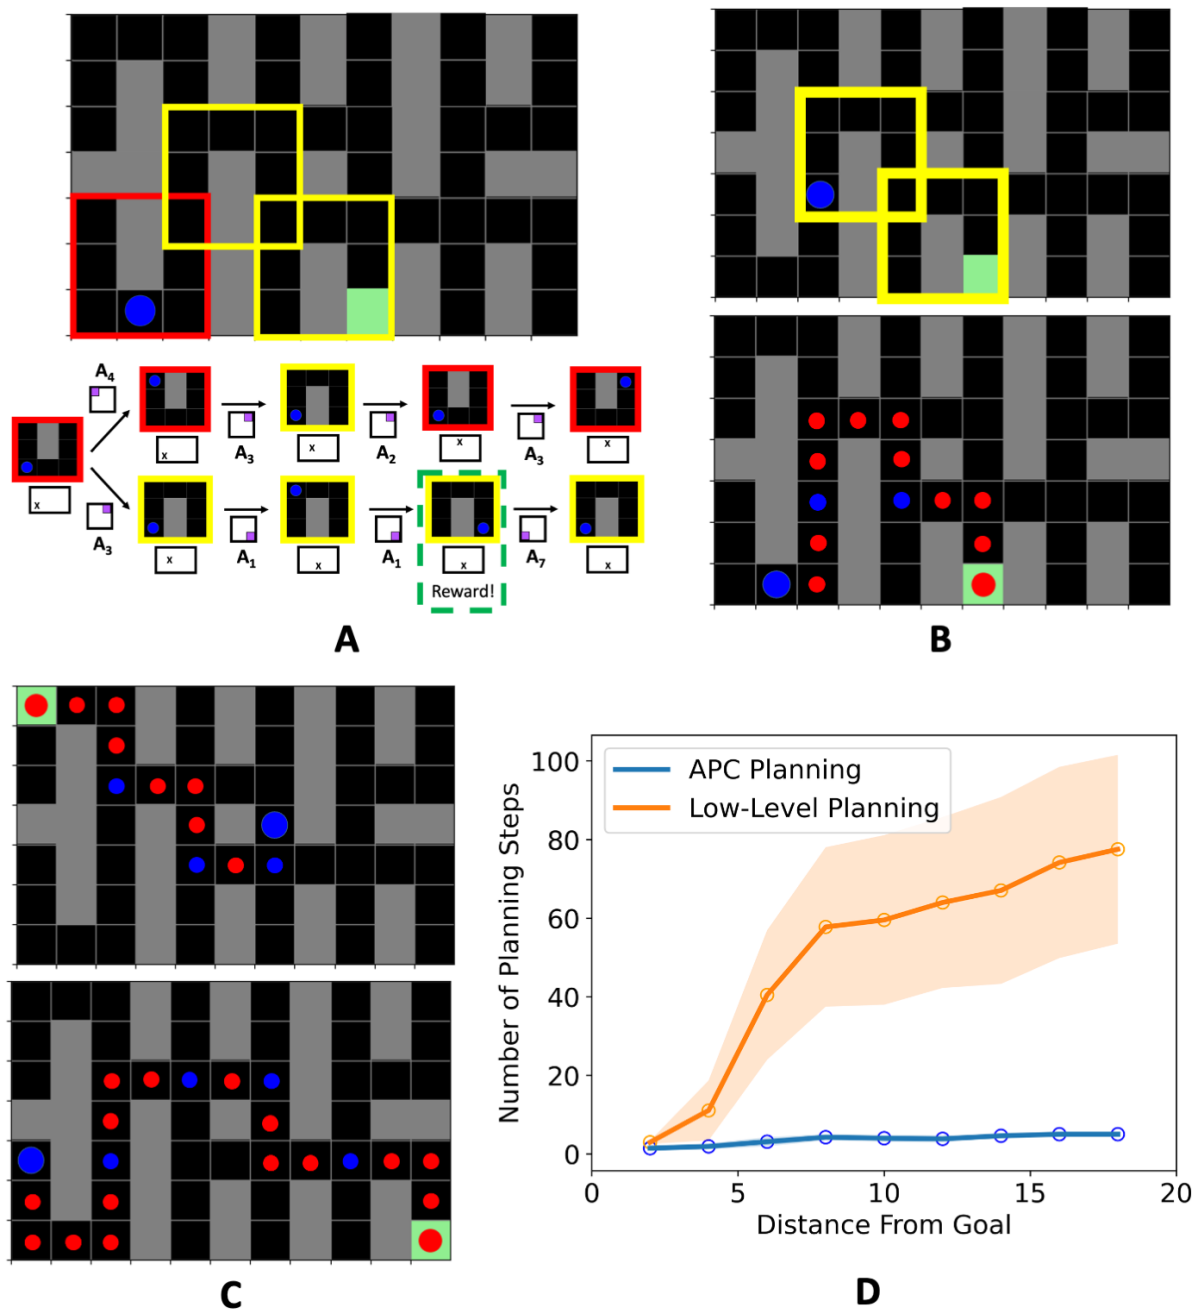 A₄
A₃
A₂
A₃
x
x
x
x
x
A₃
A₁
A₁
A₇
x
x
x
x
Reward!
A
B
C
Number of Planning Steps
100
80
60
40
20
0
APC Planning
Low-Level Planning
0
5
10
15
20
Distance From Goal
D